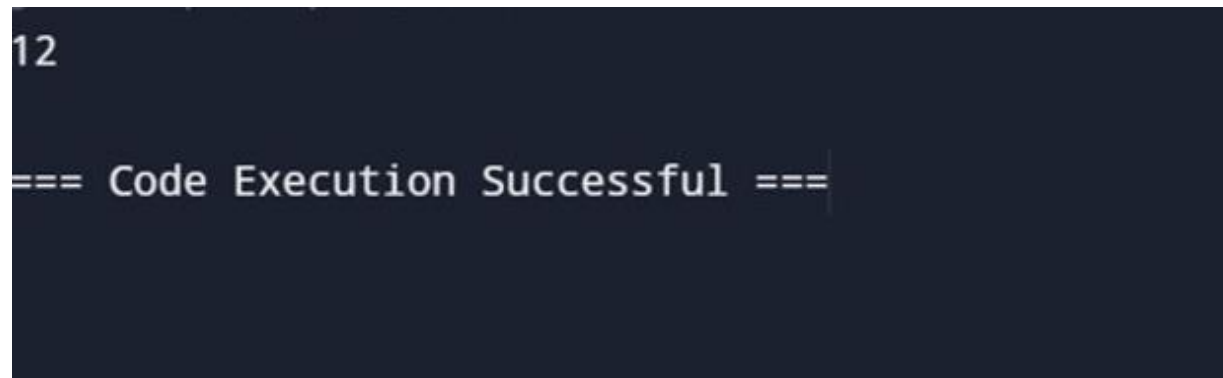 12
=== Code Execution Successful ===